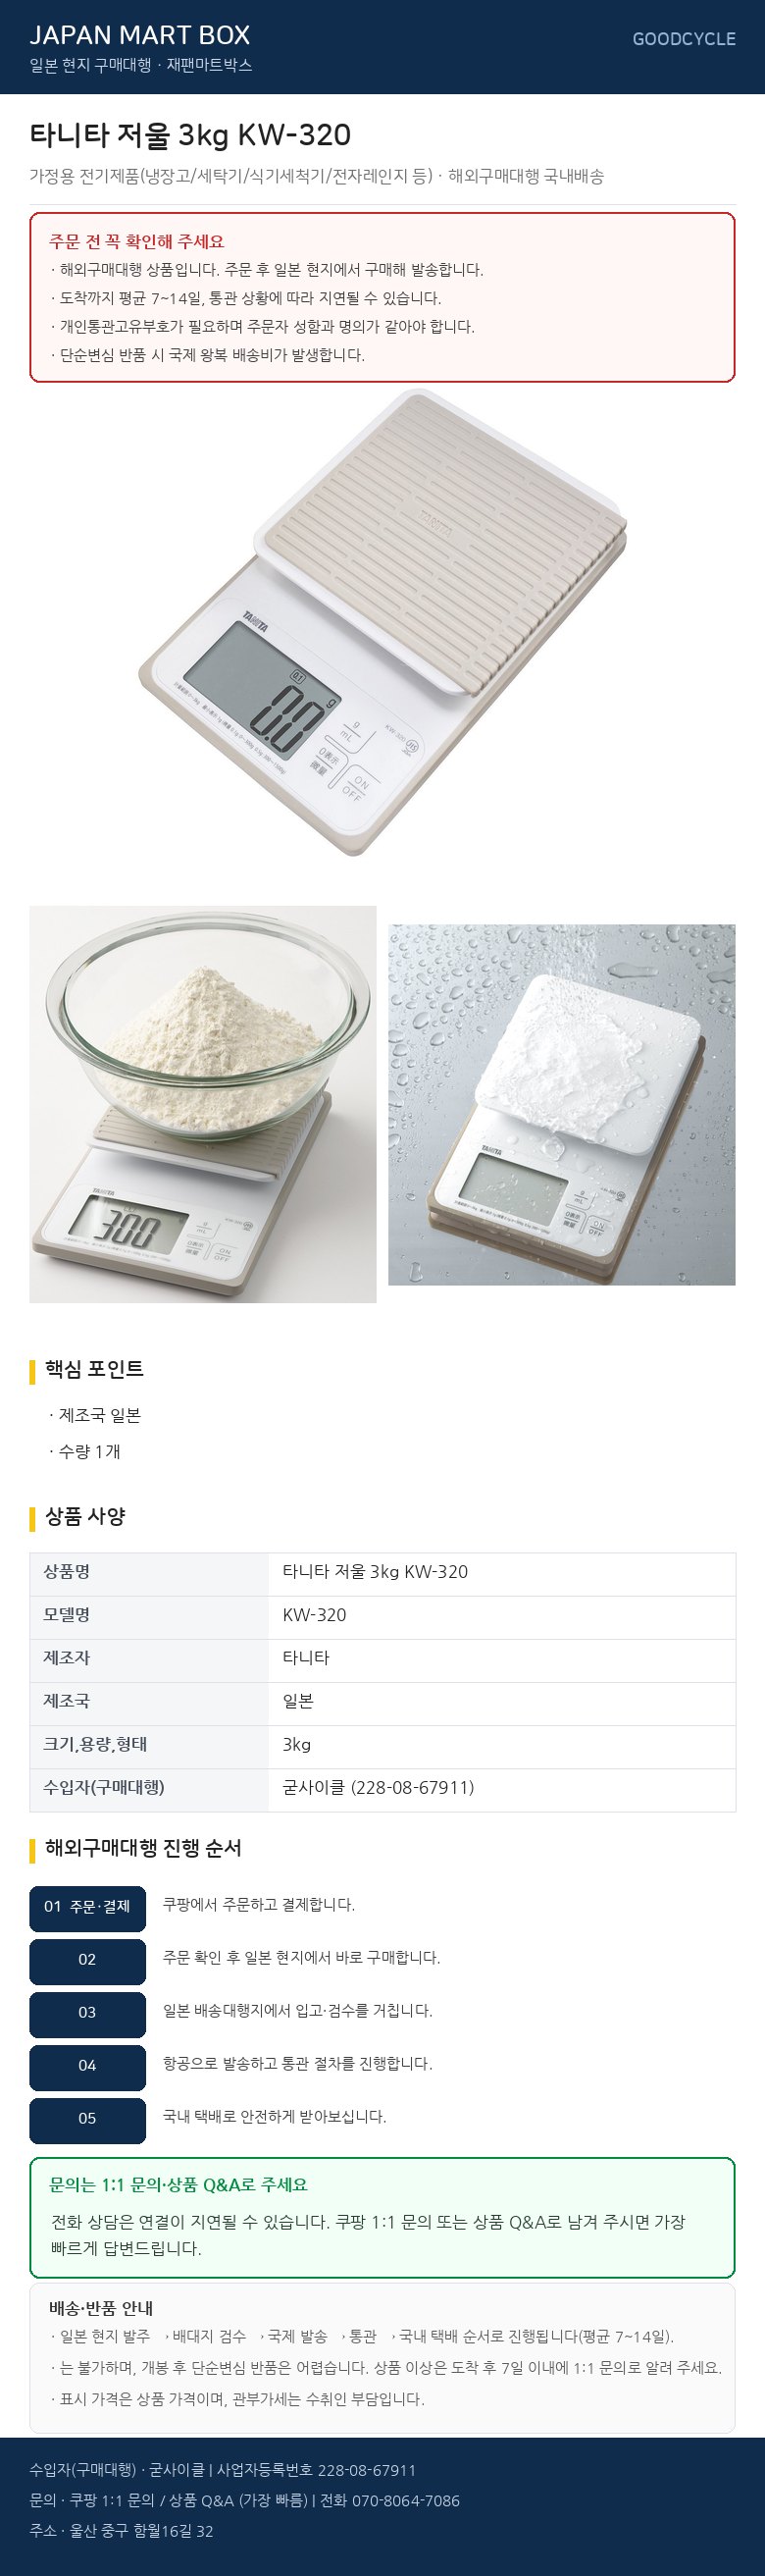 JAPAN MART BOX
일본 현지 구매대행 · 재팬마트박스
GOODCYCLE
타니타 저울 3kg KW-320
가정용 전기제품(냉장고/세탁기/식기세척기/전자레인지 등) · 해외구매대행 국내배송
주문 전 꼭 확인해 주세요
· 해외구매대행 상품입니다. 주문 후 일본 현지에서 구매해 발송합니다.
· 도착까지 평균 7~14일, 통관 상황에 따라 지연될 수 있습니다.
· 개인통관고유부호가 필요하며 주문자 성함과 명의가 같아야 합니다.
· 단순변심 반품 시 국제 왕복 배송비가 발생합니다.
TANITA
TANITA
0.1
g
0.0
g
mL
KW-320
0表示
微量
ON
OFF
TANITA
300
g
mL
0表示
微量
ON
OFF
TANITA
g
mL
0表示
微量
ON
OFF
핵심 포인트
· 제조국 일본
· 수량 1개
상품 사양
상품명 타니타 저울 3kg KW-320
모델명 KW-320
제조자 타니타
제조국 일본
크기,용량,형태 3kg
수입자(구매대행) 굳사이클 (228-08-67911)
해외구매대행 진행 순서
01 주문·결제 쿠팡에서 주문하고 결제합니다.
02 주문 확인 후 일본 현지에서 바로 구매합니다.
03 일본 배송대행지에서 입고·검수를 거칩니다.
04 항공으로 발송하고 통관 절차를 진행합니다.
05 국내 택배로 안전하게 받아보십니다.
문의는 1:1 문의·상품 Q&A로 주세요
전화 상담은 연결이 지연될 수 있습니다. 쿠팡 1:1 문의 또는 상품 Q&A로 남겨 주시면 가장
빠르게 답변드립니다.
배송·반품 안내
· 일본 현지 발주 → 배대지 검수 → 국제 발송 → 통관 → 국내 택배 순서로 진행됩니다(평균 7~14일).
· 는 불가하며, 개봉 후 단순변심 반품은 어렵습니다. 상품 이상은 도착 후 7일 이내에 1:1 문의로 알려 주세요.
· 표시 가격은 상품 가격이며, 관부가세는 수취인 부담입니다.
수입자(구매대행) · 굳사이클 | 사업자등록번호 228-08-67911
문의 · 쿠팡 1:1 문의 / 상품 Q&A (가장 빠름) | 전화 070-8064-7086
주소 · 울산 중구 함월16길 32